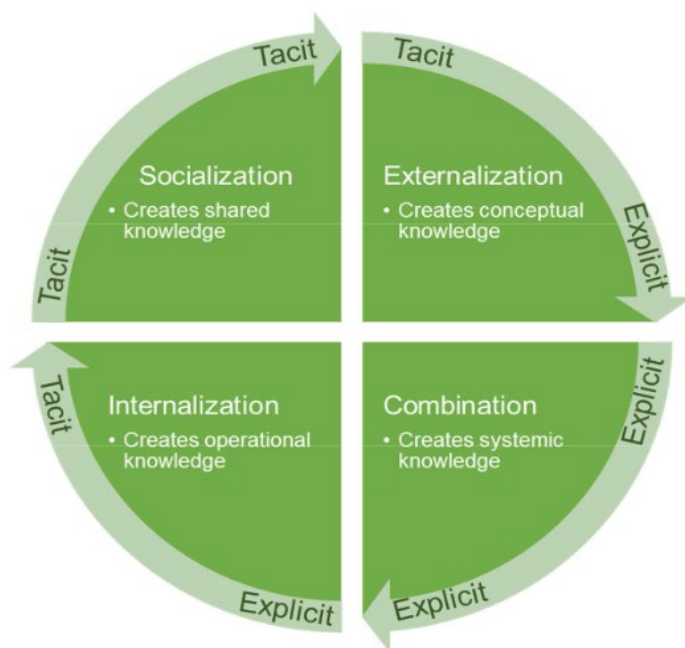 Tacit
Tacit
Socialization
• Creates shared
knowledge
Tacit
Explicit
Externalization
• Creates conceptual
knowledge
Tacit
Explicit
Internalization
• Creates operational
knowledge
Explicit
Explicit
Combination
• Creates systemic
knowledge